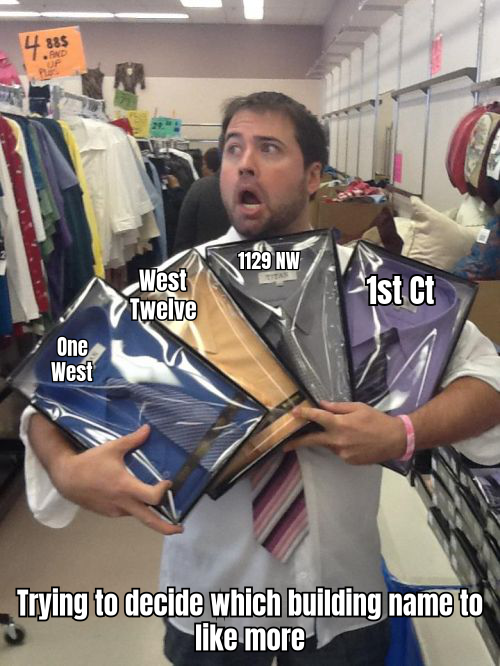 4.88$
AND
UP
PLUS
1129 NW
West
Twelve
1st Ct
One
West
Trying to decide which building name to
like more